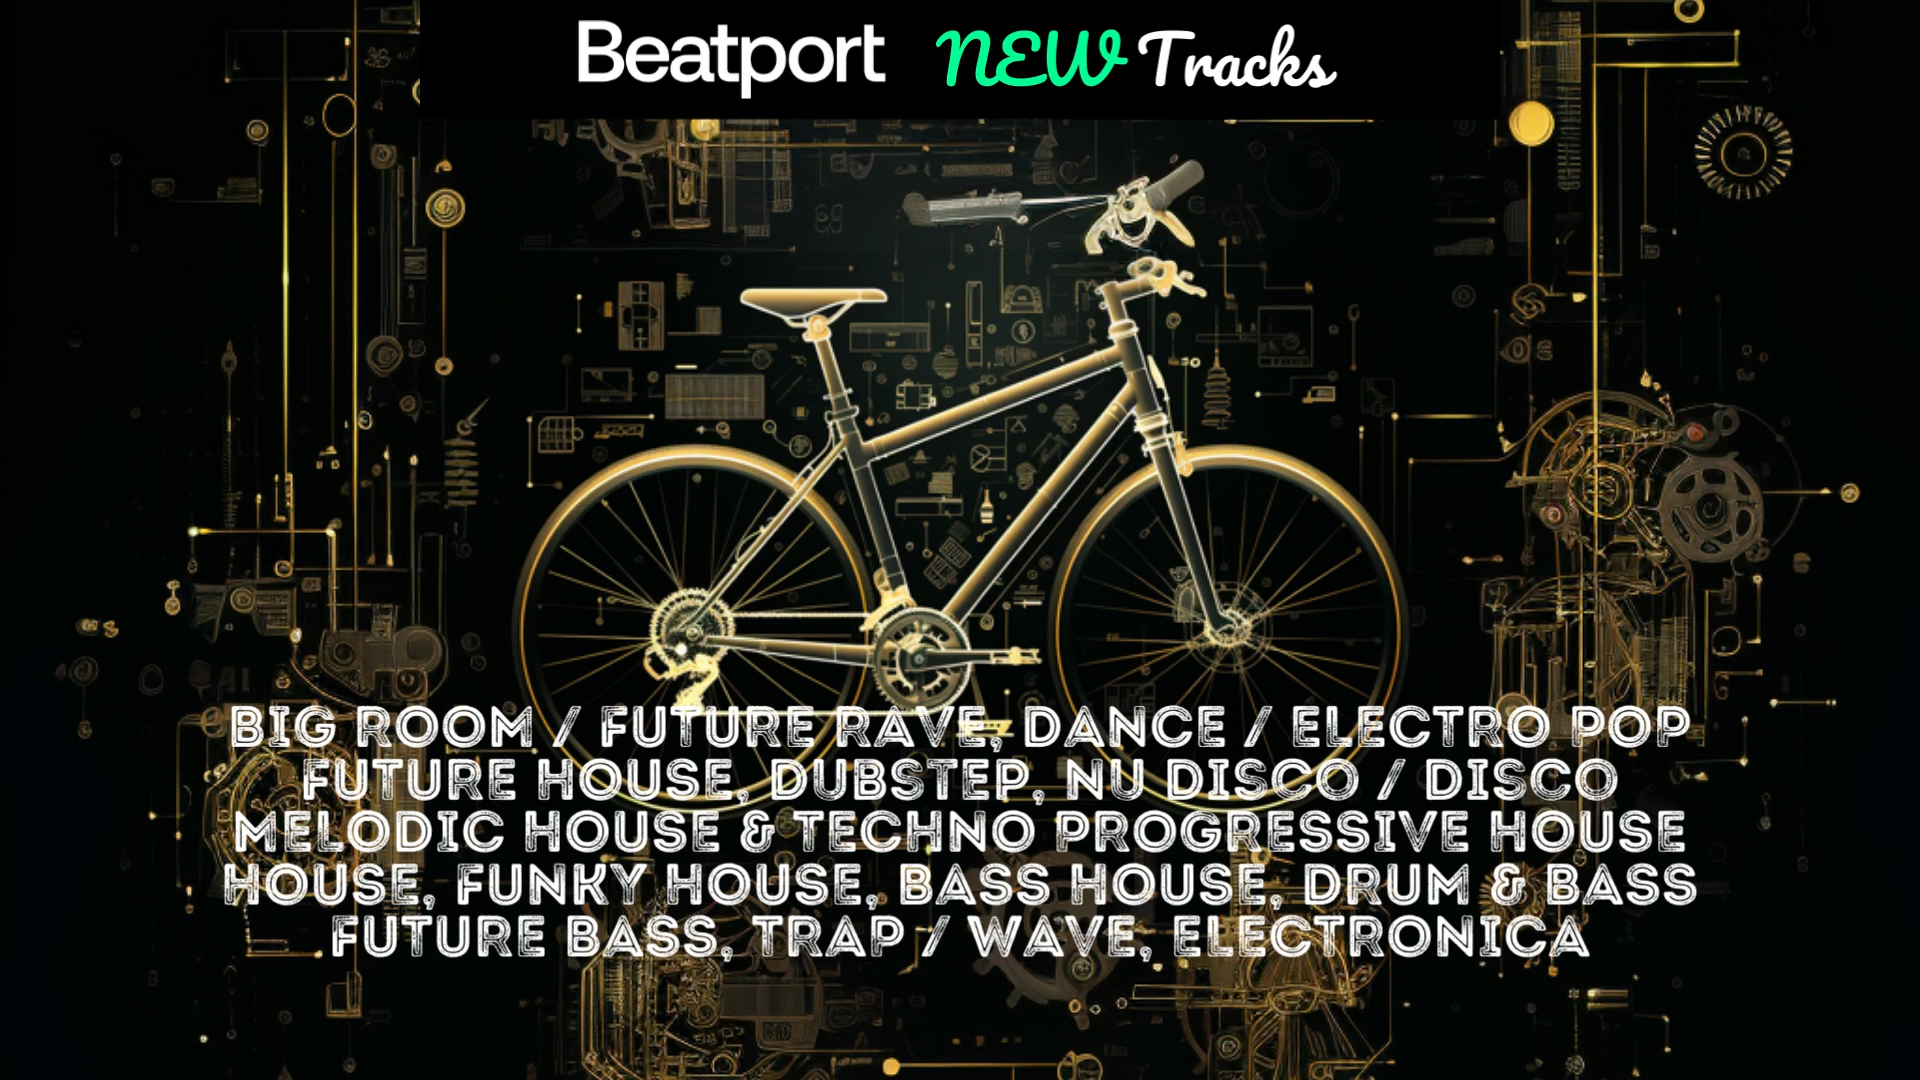 Beatport NEW Tracks
BIG ROOM / FUTURE RAVE, DANCE / ELECTRO POP
FUTURE HOUSE, DUBSTEP, NU DISCO / DISCO
MELODIC HOUSE & TECHNO PROGRESSIVE HOUSE
HOUSE, FUNKY HOUSE, BASS HOUSE, DRUM & BASS
FUTURE BASS, TRAP / WAVE, ELECTRONICA